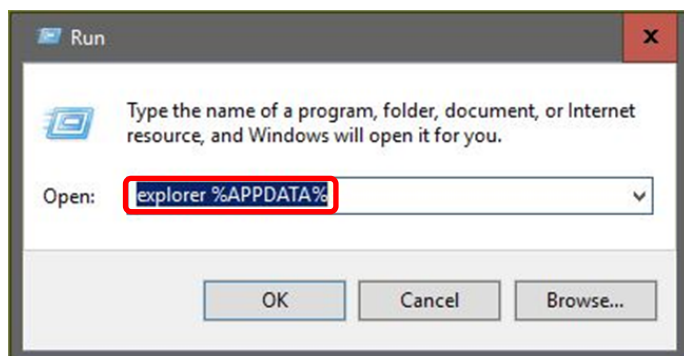 Run
x
Type the name of a program, folder, document, or Internet
resource, and Windows will open it for you.
Open: explorer %APPDATA%
OK Cancel Browse...